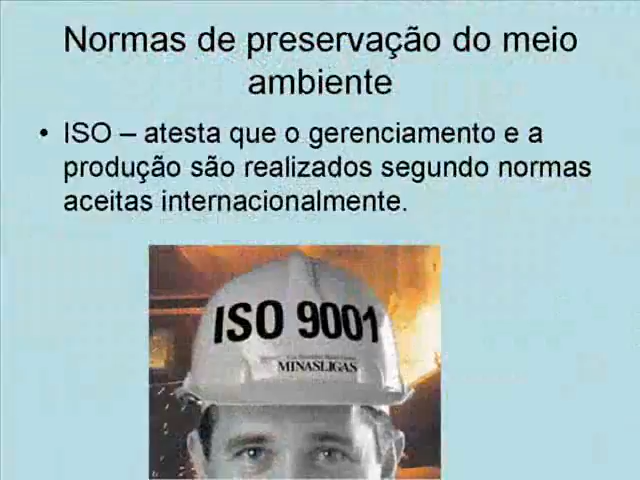 Normas de preservação do meio
ambiente
• ISO – atesta que o gerenciamento e a
produção são realizados segundo normas
aceitas internacionalmente.
ISO 9001
MINASLIGAS